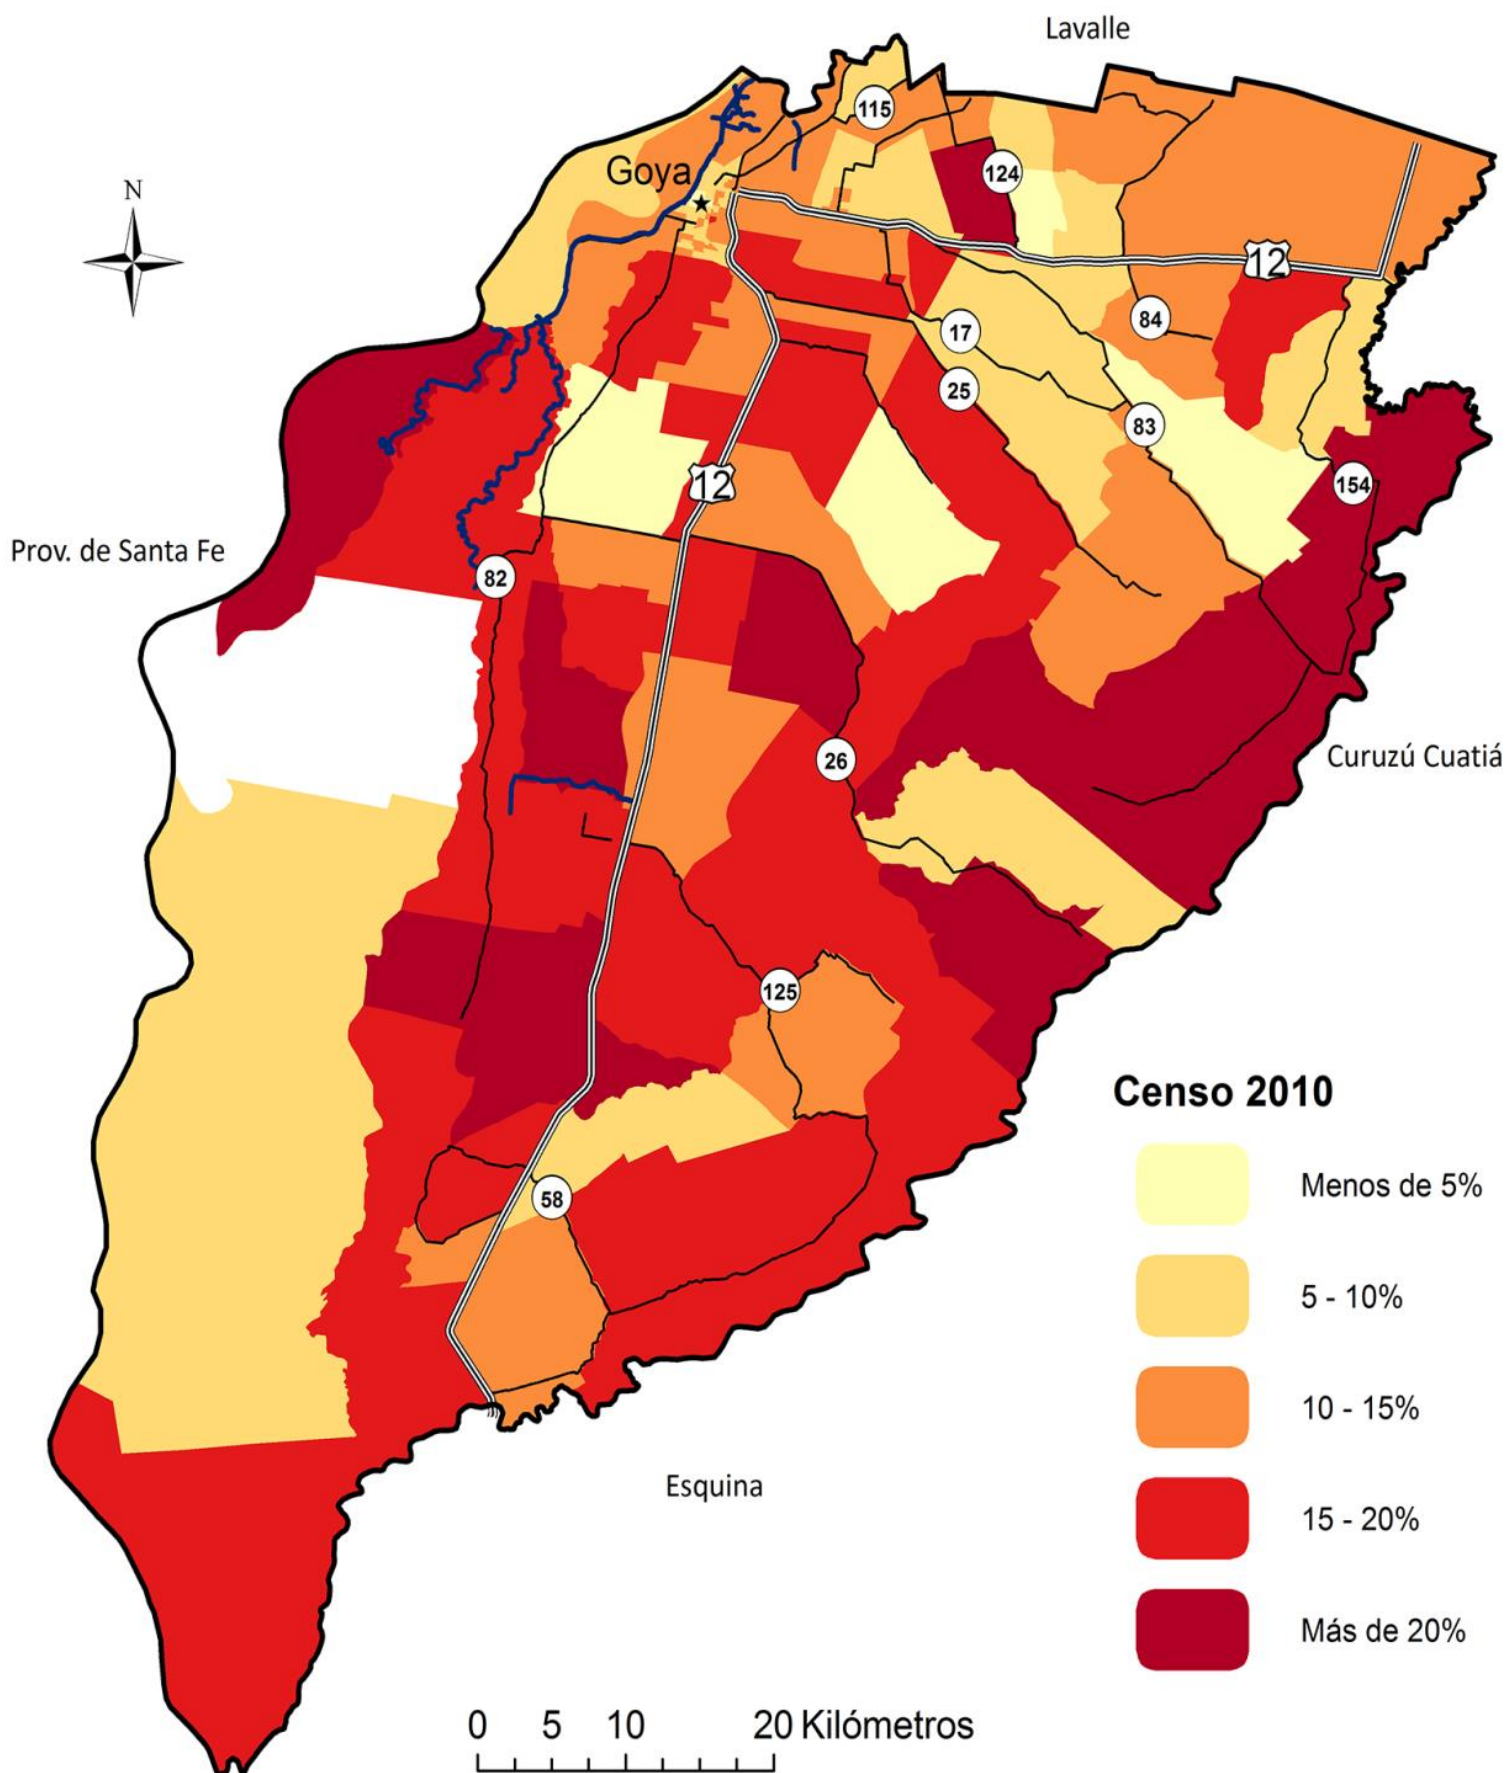 Lavalle
115
N
Goya
124
12
84
17
25
83
12
154
Prov. de Santa Fe
82
26
Curuzú Cuatiá
125
Censo 2010
Menos de 5%
58
5 - 10%
10 - 15%
Esquina
15 - 20%
Más de 20%
0 5 10 20 Kilómetros